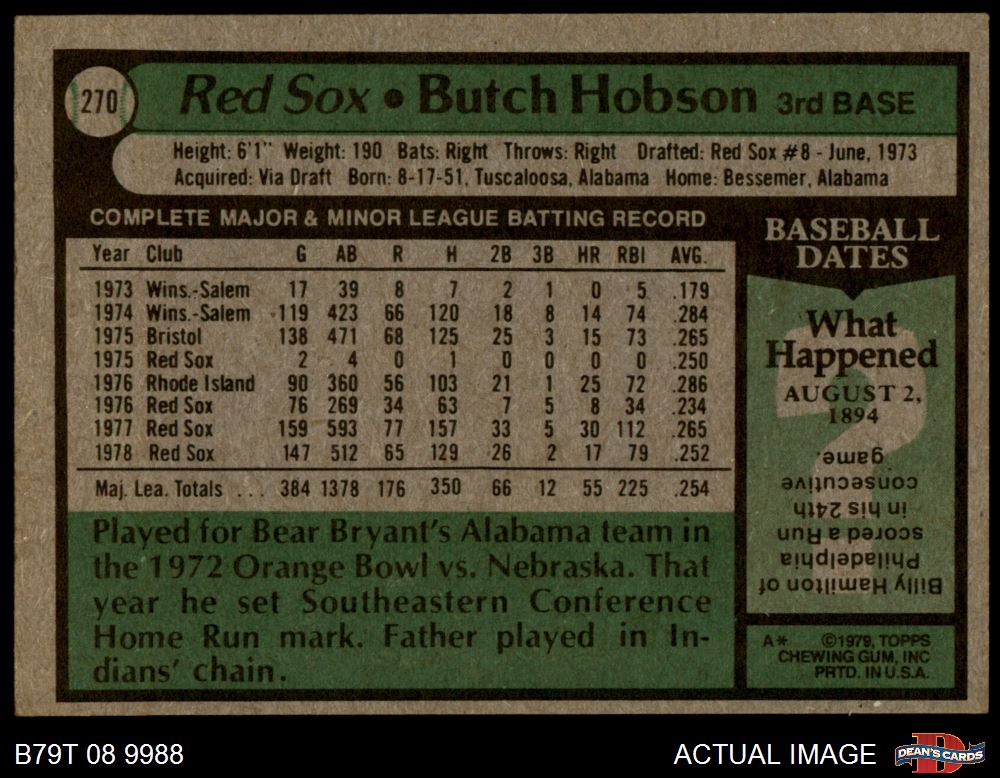 270
Red Sox • Butch Hobson 3rd BASE
Height: 6'1" Weight: 190 Bats: Right Throws: Right Drafted: Red Sox #8 - June, 1973
Acquired: Via Draft Born: 8-17-51, Tuscaloosa, Alabama Home: Bessemer, Alabama
COMPLETE MAJOR & MINOR LEAGUE BATTING RECORD
Year Club G AB R H 2B 3B HR RBI AVG.
1973 Wins.-Salem 17 39 8 7 2 1 0 5 .179
1974 Wins.-Salem 119 423 66 120 18 8 14 74 .284
1975 Bristol 138 471 68 125 25 3 15 73 .265
1975 Red Sox 2 4 0 1 0 0 0 0 .250
1976 Rhode Island 90 360 56 103 21 1 25 72 .286
1976 Red Sox 76 269 34 63 7 5 8 34 .234
1977 Red Sox 159 593 77 157 33 5 30 112 .265
1978 Red Sox 147 512 65 129 26 2 17 79 .252
Maj. Lea. Totals ... 384 1378 176 350 66 12 55 225 .254
Played for Bear Bryant's Alabama team in
the 1972 Orange Bowl vs. Nebraska. That
year he set Southeastern Conference
Home Run mark. Father played in In-
dians' chain.
BASEBALL
DATES
What
Happened
AUGUST 2,
1894
Billy Hamilton of
Philadelphia
scored a Run
in his 24th
consecutive
game.
A* ©1979, TOPPS
CHEWING GUM, INC
PRTD. IN U.S.A.
B79T 08 9988
ACTUAL IMAGE
D
DEAN'S CARDS